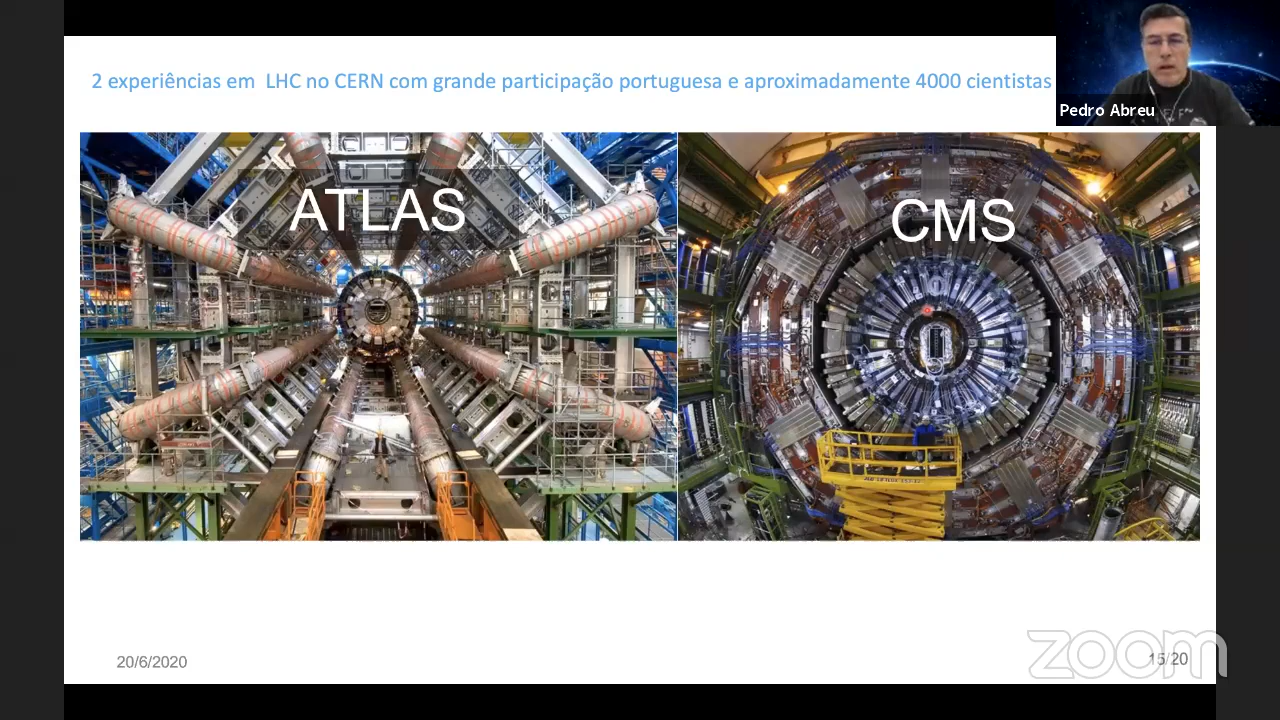 2 experiências em LHC no CERN com grande participação portuguesa e aproximadamente 4000 cientistas
Pedro Abreu
ATLAS
CMS
20/6/2020
15/20
zoom